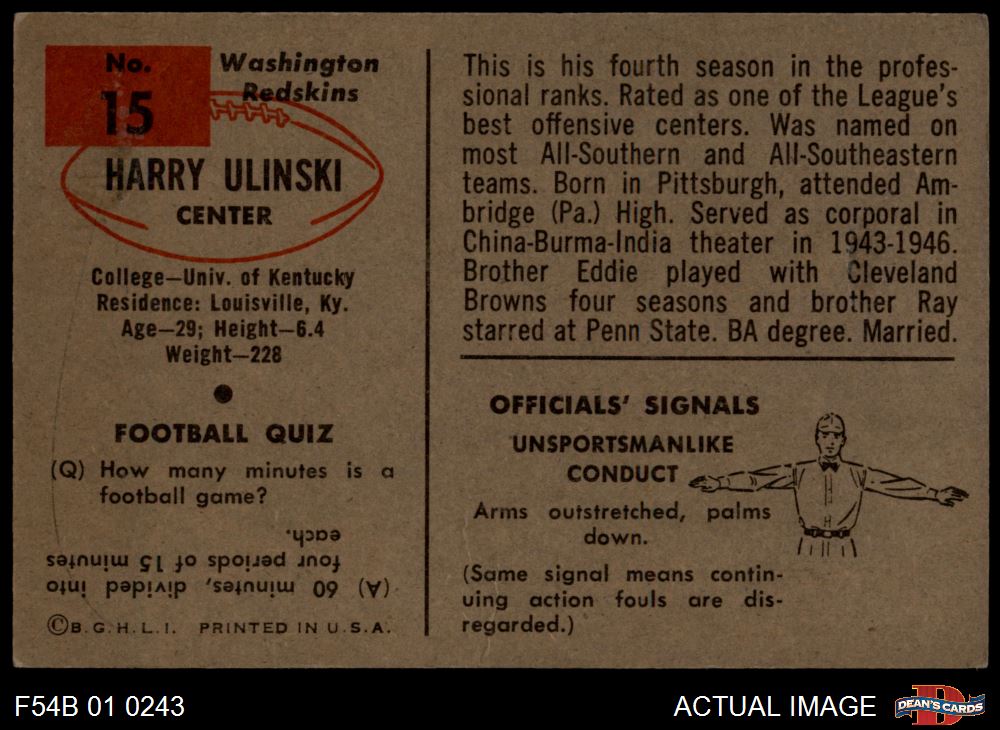 No.
15
Washington
Redskins
HARRY ULINSKI
CENTER
College—Univ. of Kentucky
Residence: Louisville, Ky.
Age—29; Height—6.4
Weight—228
FOOTBALL QUIZ
(Q) How many minutes is a
football game?
(A) 60 minutes, divided into
four periods of 15 minutes
each.
©B.G.H.L.I. PRINTED IN U.S.A.
This is his fourth season in the profes-
sional ranks. Rated as one of the League's
best offensive centers. Was named on
most All-Southern and All-Southeastern
teams. Born in Pittsburgh, attended Am-
bridge (Pa.) High. Served as corporal in
China-Burma-India theater in 1943-1946.
Brother Eddie played with Cleveland
Browns four seasons and brother Ray
starred at Penn State. BA degree. Married.
OFFICIALS' SIGNALS
UNSPORTSMANLIKE
CONDUCT
Arms outstretched, palms
down.
(Same signal means contin-
uing action fouls are dis-
regarded.)
F54B 01 0243
ACTUAL IMAGE
DEAN'S CARDS